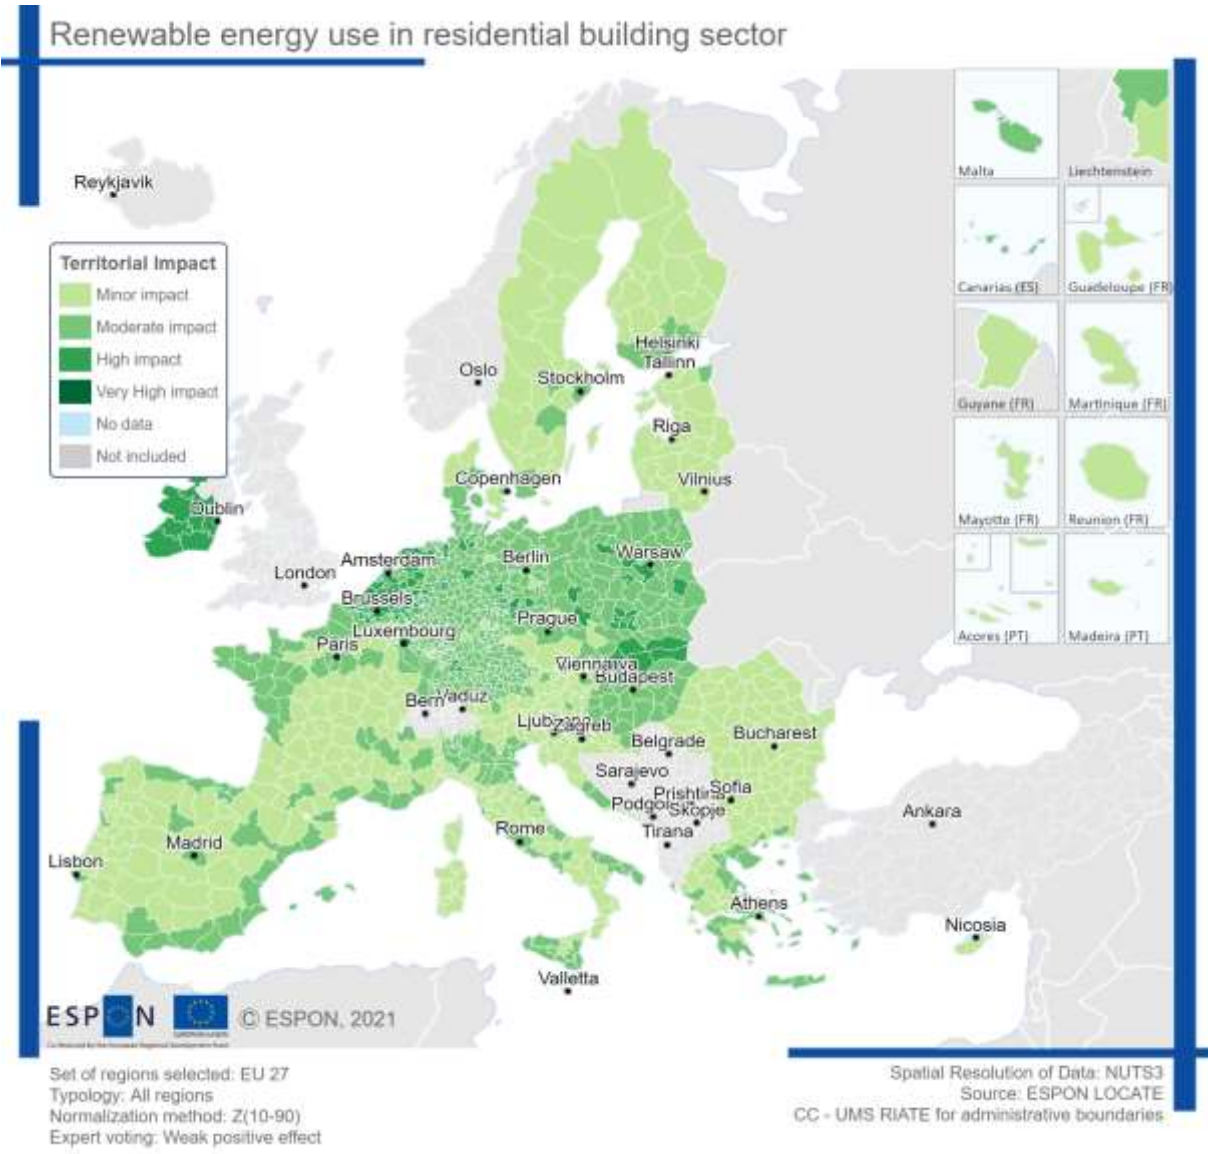 Renewable energy use in residential building sector
Reykjavik
Territorial Impact
Minor impact
Moderate impact
High impact
Very High impact
No data
Not included
Malta
Liechtenstein
Canarias (ES)
Guadeloupe (FR)
Guyane (FR)
Martinique (FR)
Mayotte (FR)
Reunion (FR)
Acores (PT)
Madeira (PT)
Helsinki
Tallinn
Oslo
Stockholm
Riga
Copenhagen
Vilnius
Dublin
Amsterdam
Berlin
Warsaw
London
Brussels
Prague
Luxembourg
Paris
Vienna
Budapest
Bern
Vaduz
Zagreb
Belgrade
Bucharest
Sarajevo
Sofia
Skopje
Tirana
Ankara
Rome
Madrid
Lisbon
Athens
Nicosia
Valletta
ESPON
© ESPON, 2021
Set of regions selected: EU 27
Typology: All regions
Normalization method: Z(10-90)
Expert voting: Weak positive effect
Spatial Resolution of Data: NUTS3
Source: ESPON LOCATE
CC - UMS RIATE for administrative boundaries